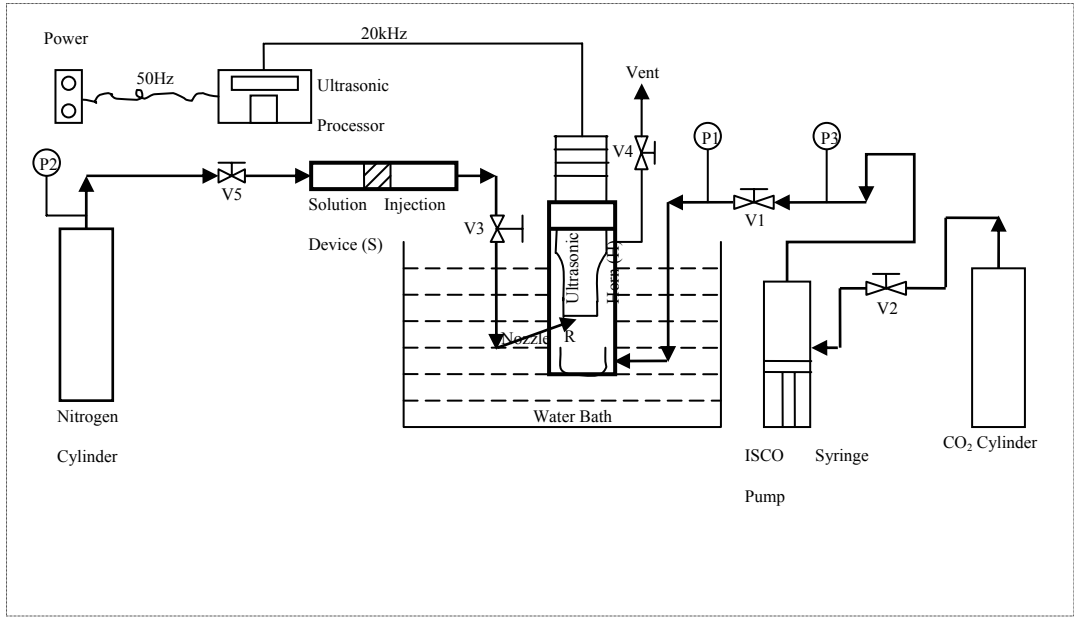 Power
20kHz
50Hz
Ultrasonic
Processor
Vent
P2
V5
Solution Injection
Device (S)
V3
V4
P1
P3
V1
V2
Ultrasonic
Horn (H)
Nozzle
R
Water Bath
Nitrogen
Cylinder
ISCO Syringe
Pump
CO₂ Cylinder